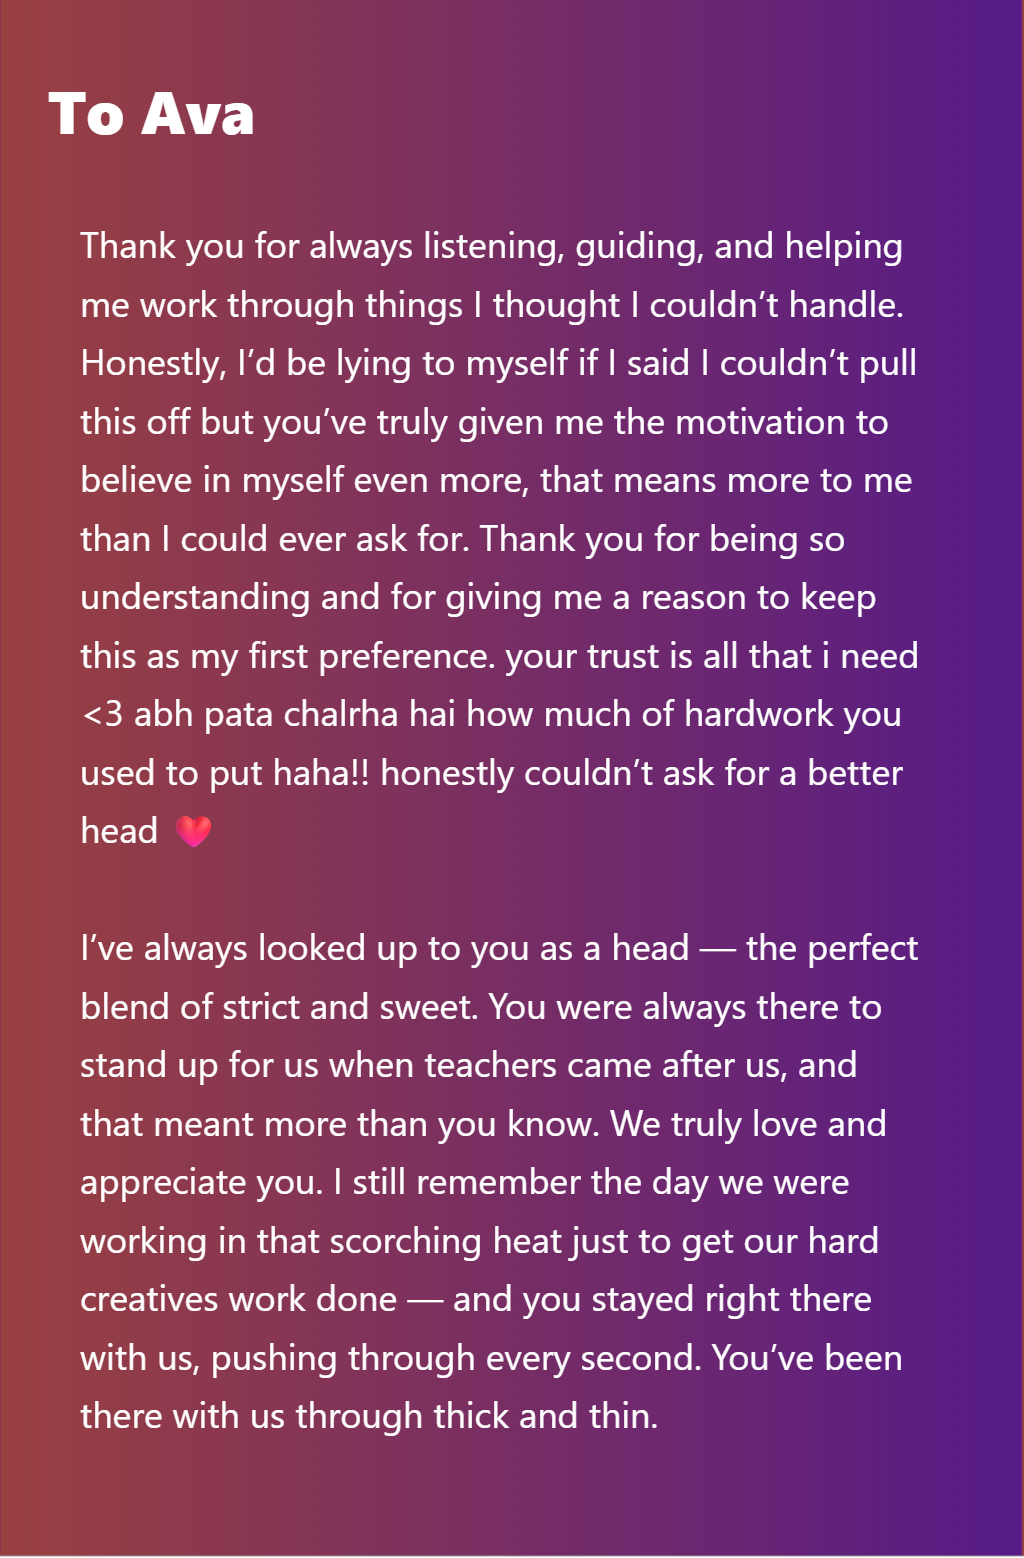 To Ava
Thank you for always listening, guiding, and helping
me work through things I thought I couldn’t handle.
Honestly, I’d be lying to myself if I said I couldn’t pull
this off but you’ve truly given me the motivation to
believe in myself even more, that means more to me
than I could ever ask for. Thank you for being so
understanding and for giving me a reason to keep
this as my first preference. your trust is all that i need
<3 abh pata chalrha hai how much of hardwork you
used to put haha!! honestly couldn’t ask for a better
head ❤️
I’ve always looked up to you as a head — the perfect
blend of strict and sweet. You were always there to
stand up for us when teachers came after us, and
that meant more than you know. We truly love and
appreciate you. I still remember the day we were
working in that scorching heat just to get our hard
creatives work done — and you stayed right there
with us, pushing through every second. You’ve been
there with us through thick and thin.